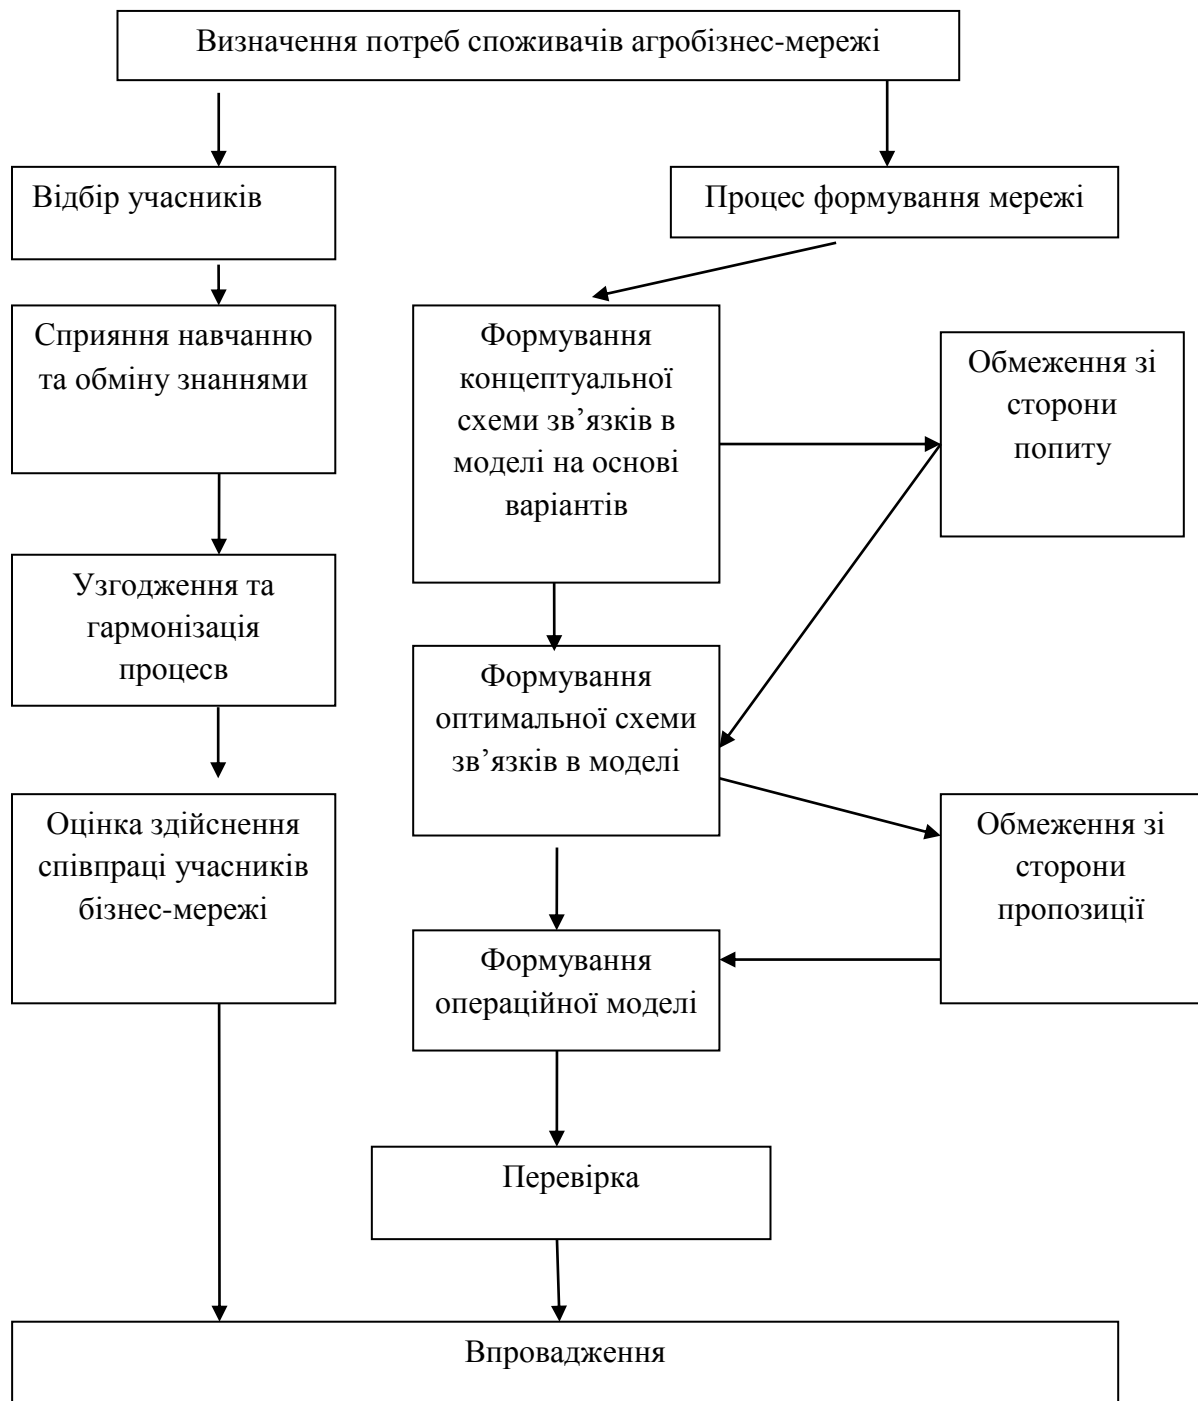 Визначення потреб споживачів агробізнес-мережі
Відбір учасників
Процес формування мережі
Сприяння навчанню
та обміну знаннями
Формування
концептуальної
схеми зв’язків в
моделі на основі
варіантів
Обмеження зі
сторони
попиту
Узгодження та
гармонізація
процесв
Формування
оптимальної схеми
зв’язків в моделі
Оцінка здійснення
співпраці учасників
бізнес-мережі
Обмеження зі
сторони
пропозиції
Формування
операційної моделі
Перевірка
Впровадження